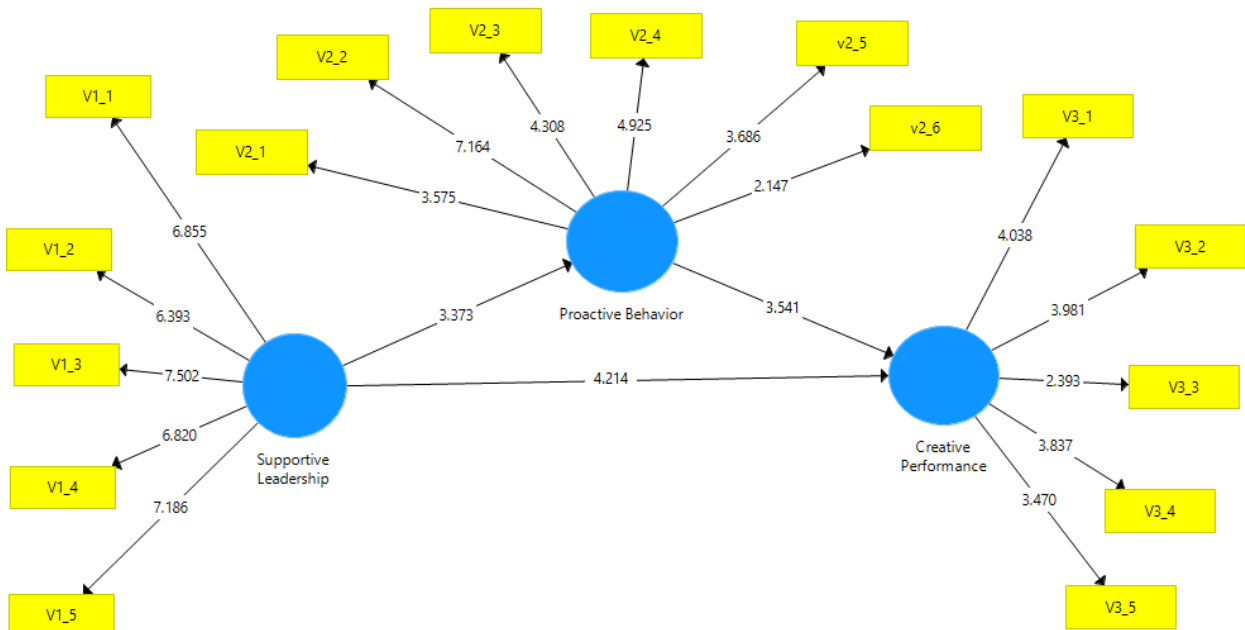 V2_3
V2_4
v2_5
V2_2
V1_1
V3_1
v2_6
4.308
4.925
3.686
7.164
V2_1
2.147
3.575
6.855
4.038
V1_2
V3_2
6.393
3.373
Proactive Behavior
3.541
3.981
V1_3
7.502
4.214
2.393
V3_3
6.820
Supportive
Leadership
Creative
Performance
3.837
V1_4
7.186
3.470
V3_4
V1_5
V3_5